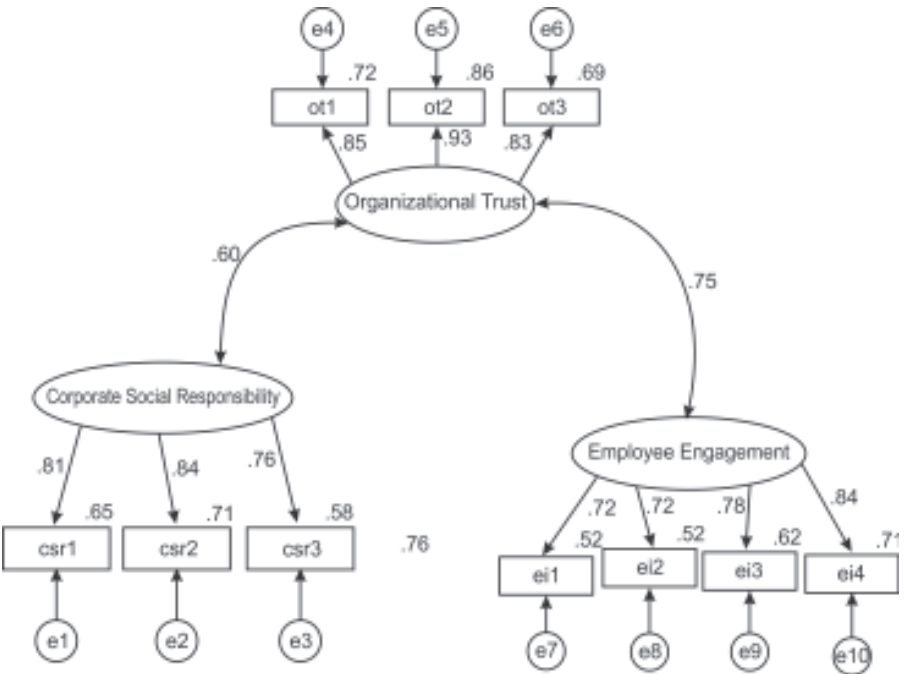 e4 e5 e6
.72 .86 .69
ot1 ot2 ot3
.85 .93 .83
Organizational Trust
.60
.75
Corporate Social Responsibility
Employee Engagement
.81 .84 .76
.72 .72 .78 .84
.65 .71 .58
.76
.52 .52 .62 .71
csr1 csr2 csr3
ei1 ei2 ei3 ei4
e1 e2 e3
e7 e8 e9 e10